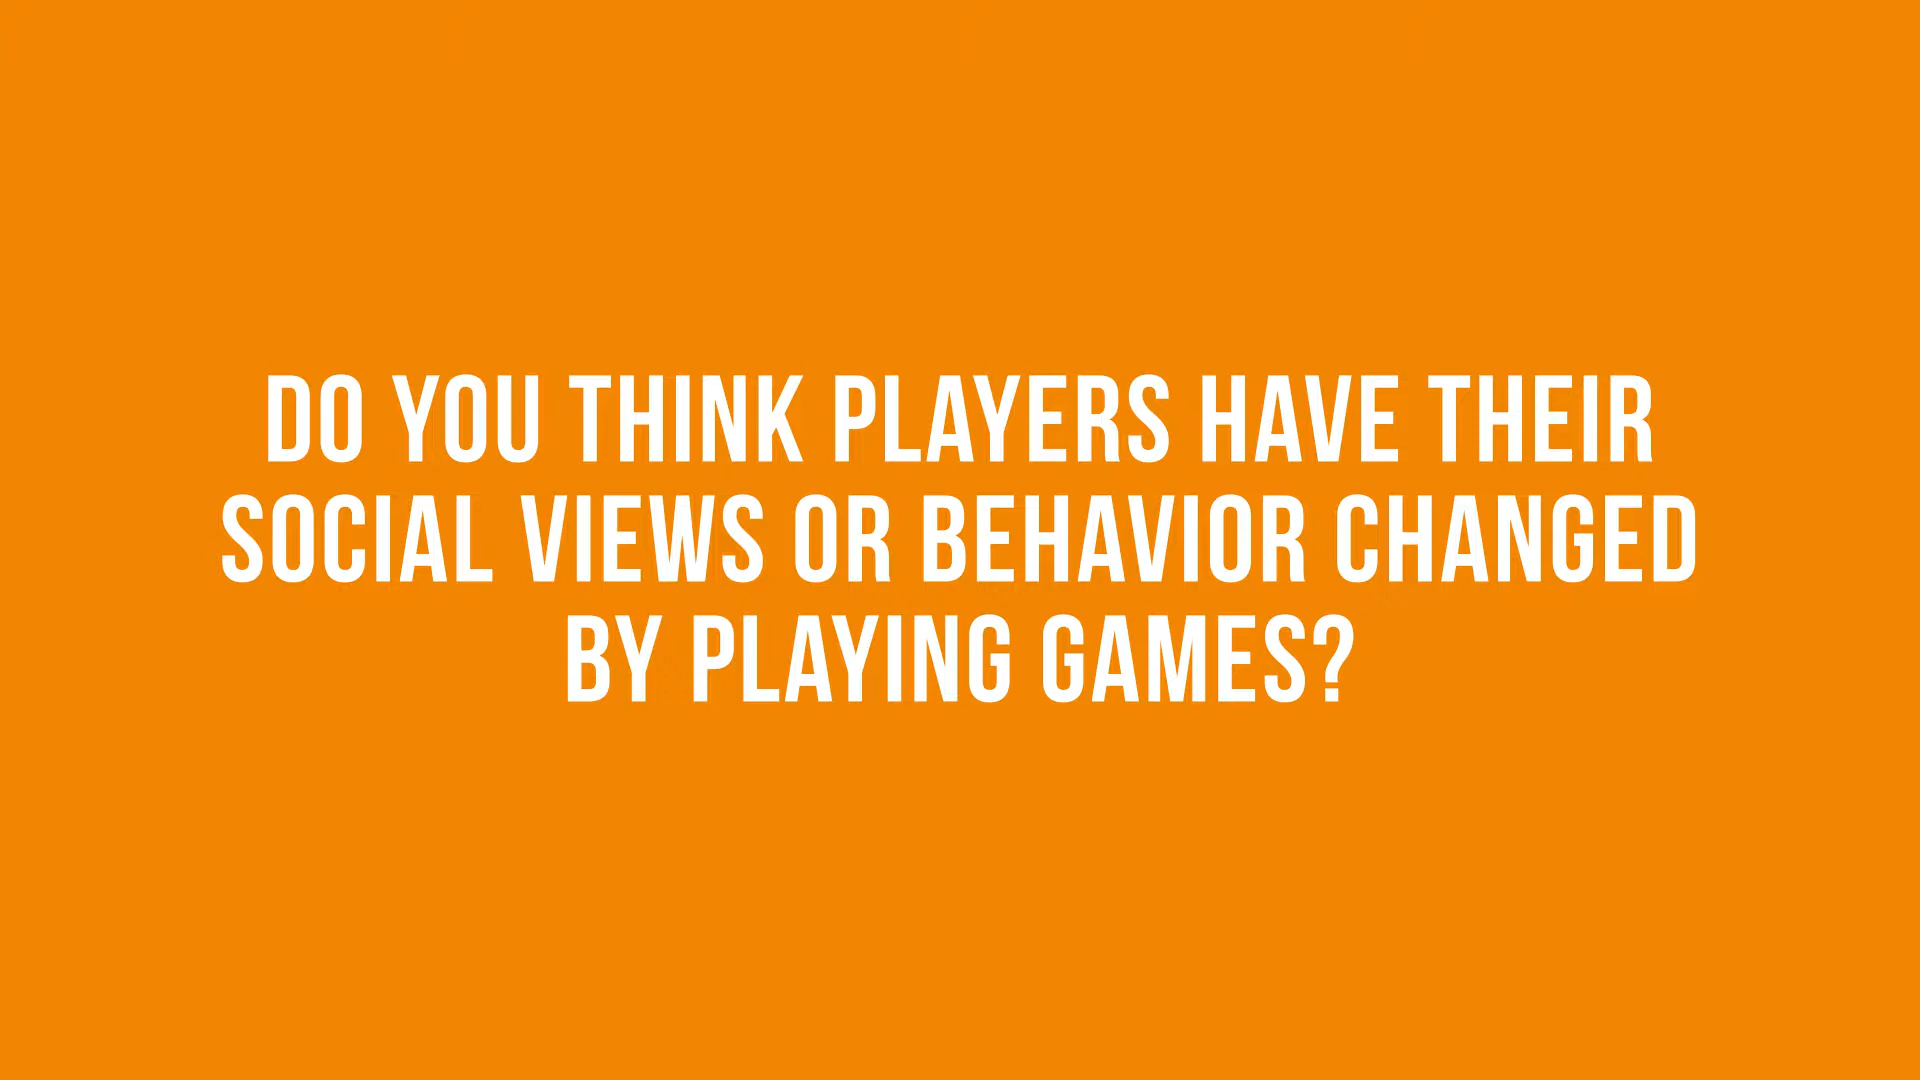 DO YOU THINK PLAYERS HAVE THEIR
SOCIAL VIEWS OR BEHAVIOR CHANGED
BY PLAYING GAMES?